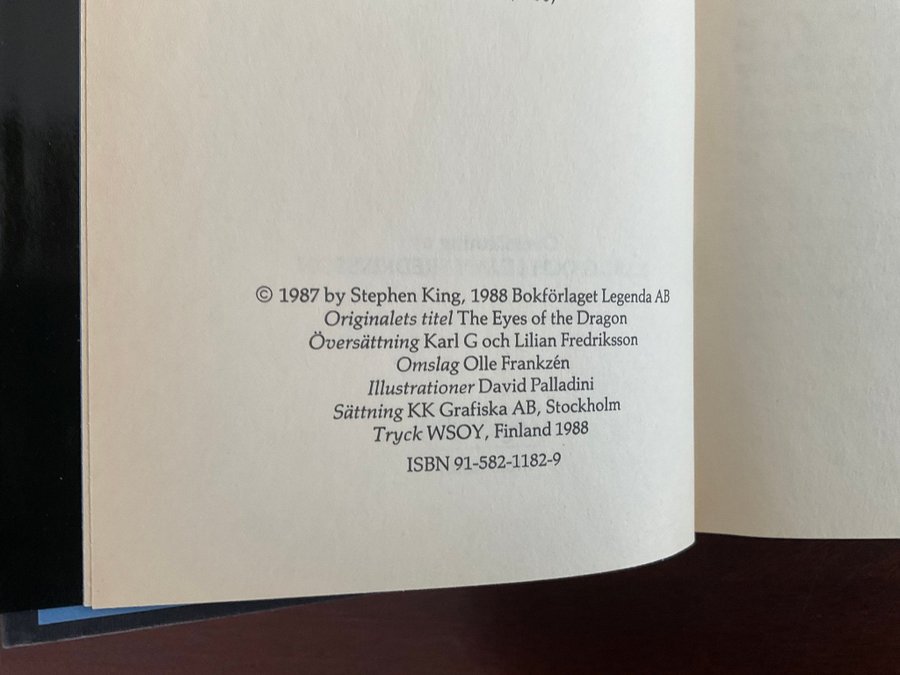 © 1987 by Stephen King, 1988 Bokförlaget Legenda AB
Originalets titel The Eyes of the Dragon
Översättning Karl G och Lilian Fredriksson
Omslag Olle Frankzén
Illustrationer David Palladini
Sättning KK Grafiska AB, Stockholm
Tryck WSOY, Finland 1988
ISBN 91-582-1182-9